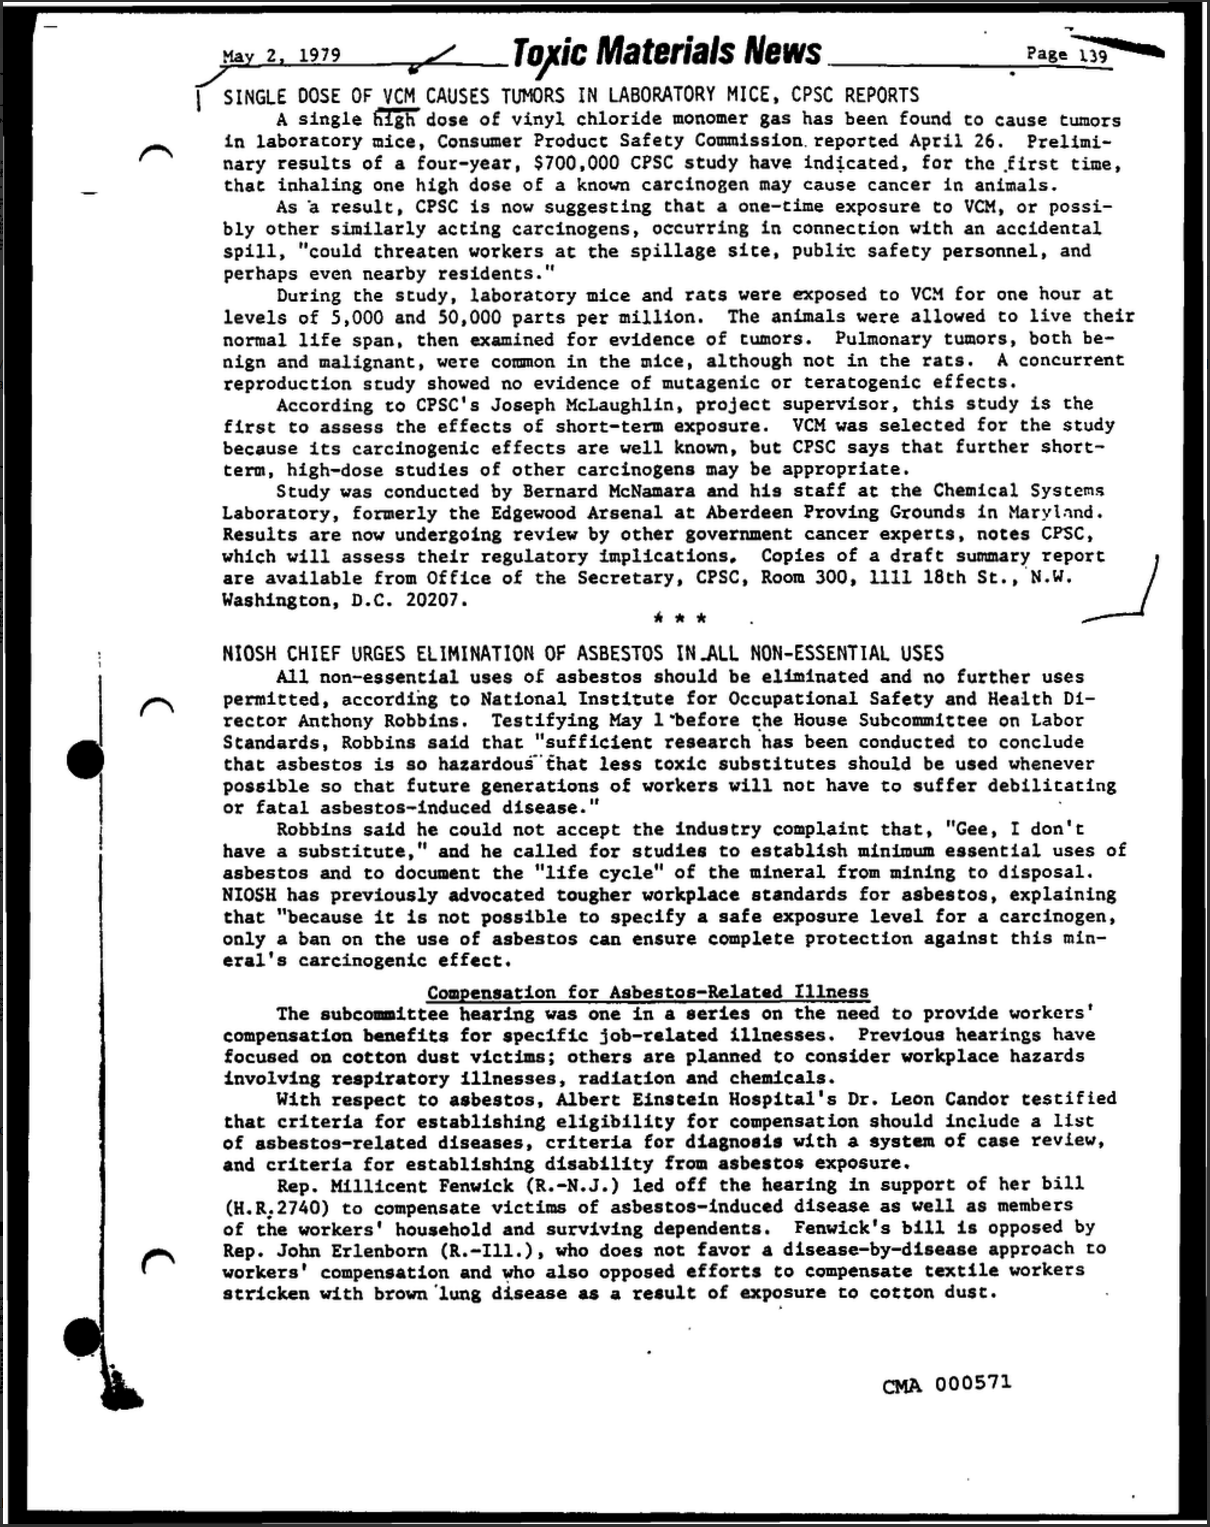 May 2, 1979 Toxic Materials News Page 139
SINGLE DOSE OF VCM CAUSES TUMORS IN LABORATORY MICE, CPSC REPORTS
A single high dose of vinyl chloride monomer gas has been found to cause tumors
in laboratory mice, Consumer Product Safety Commission reported April 26. Prelimi-
nary results of a four-year, $700,000 CPSC study have indicated, for the first time,
that inhaling one high dose of a known carcinogen may cause cancer in animals.
As a result, CPSC is now suggesting that a one-time exposure to VCM, or possi-
bly other similarly acting carcinogens, occurring in connection with an accidental
spill, "could threaten workers at the spillage site, public safety personnel, and
perhaps even nearby residents."
During the study, laboratory mice and rats were exposed to VCM for one hour at
levels of 5,000 and 50,000 parts per million. The animals were allowed to live their
normal life span, then examined for evidence of tumors. Pulmonary tumors, both be-
nign and malignant, were common in the mice, although not in the rats. A concurrent
reproduction study showed no evidence of mutagenic or teratogenic effects.
According to CPSC's Joseph McLaughlin, project supervisor, this study is the
first to assess the effects of short-term exposure. VCM was selected for the study
because its carcinogenic effects are well known, but CPSC says that further short-
term, high-dose studies of other carcinogens may be appropriate.
Study was conducted by Bernard McNamara and his staff at the Chemical Systems
Laboratory, formerly the Edgewood Arsenal at Aberdeen Proving Grounds in Maryland.
Results are now undergoing review by other government cancer experts, notes CPSC,
which will assess their regulatory implications. Copies of a draft summary report
are available from Office of the Secretary, CPSC, Room 300, 1111 18th St., N.W.
Washington, D.C. 20207.
* * *
NIOSH CHIEF URGES ELIMINATION OF ASBESTOS IN ALL NON-ESSENTIAL USES
All non-essential uses of asbestos should be eliminated and no further uses
permitted, according to National Institute for Occupational Safety and Health Di-
rector Anthony Robbins. Testifying May 1 before the House Subcommittee on Labor
Standards, Robbins said that "sufficient research has been conducted to conclude
that asbestos is so hazardous that less toxic substitutes should be used whenever
possible so that future generations of workers will not have to suffer debilitating
or fatal asbestos-induced disease."
Robbins said he could not accept the industry complaint that, "Gee, I don't
have a substitute," and he called for studies to establish minimum essential uses of
asbestos and to document the "life cycle" of the mineral from mining to disposal.
NIOSH has previously advocated tougher workplace standards for asbestos, explaining
that "because it is not possible to specify a safe exposure level for a carcinogen,
only a ban on the use of asbestos can ensure complete protection against this min-
eral's carcinogenic effect.
Compensation for Asbestos-Related Illness
The subcommittee hearing was one in a series on the need to provide workers'
compensation benefits for specific job-related illnesses. Previous hearings have
focused on cotton dust victims; others are planned to consider workplace hazards
involving respiratory illnesses, radiation and chemicals.
With respect to asbestos, Albert Einstein Hospital's Dr. Leon Candor testified
that criteria for establishing eligibility for compensation should include a list
of asbestos-related diseases, criteria for diagnosis with a system of case review,
and criteria for establishing disability from asbestos exposure.
Rep. Millicent Fenwick (R.-N.J.) led off the hearing in support of her bill
(H.R.2740) to compensate victims of asbestos-induced disease as well as members
of the workers' household and surviving dependents. Fenwick's bill is opposed by
Rep. John Erlenborn (R.-Ill.), who does not favor a disease-by-disease approach to
workers' compensation and who also opposed efforts to compensate textile workers
stricken with brown lung disease as a result of exposure to cotton dust.
CMA 000571